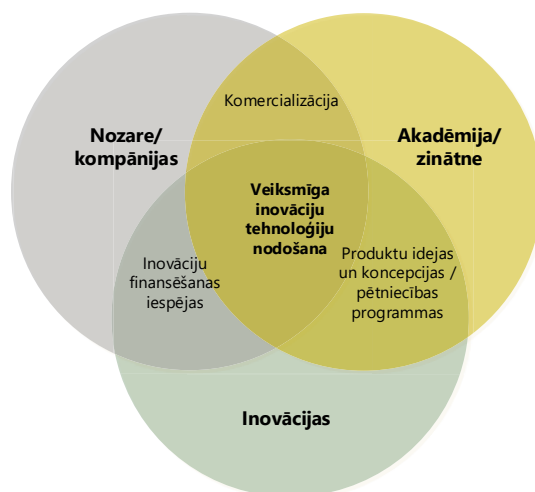 Komercializācija
Nozare/
kompānijas
Akadēmija/
zinātne
Veiksmīga
inovāciju
tehnoloģiju
nodošana
Inovāciju
finansēšanas
iespējas
Produktu idejas
un koncepcijas /
pētniecības
programmas
Inovācijas